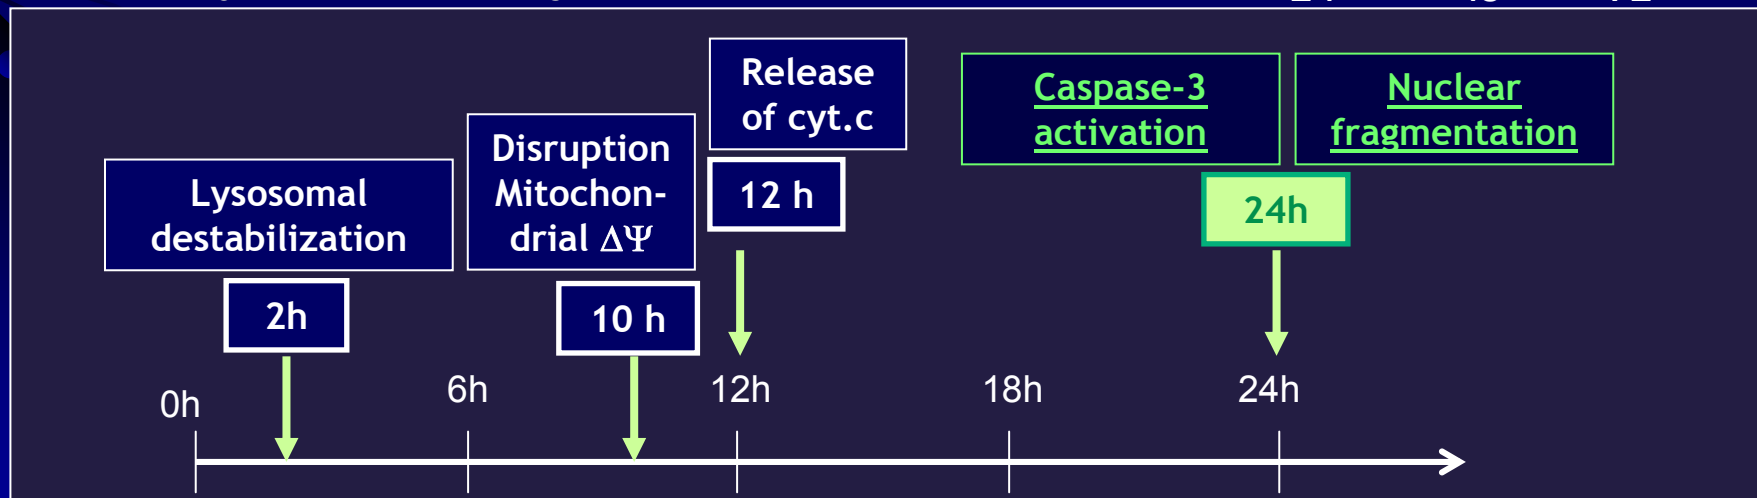 Lysosomal
destabilization
2h
Disruption
Mitochon-
drial ΔΨ
10 h
Release
of cyt.c
12 h
Caspase-3
activation
Nuclear
fragmentation
24h
0h
6h
12h
18h
24h